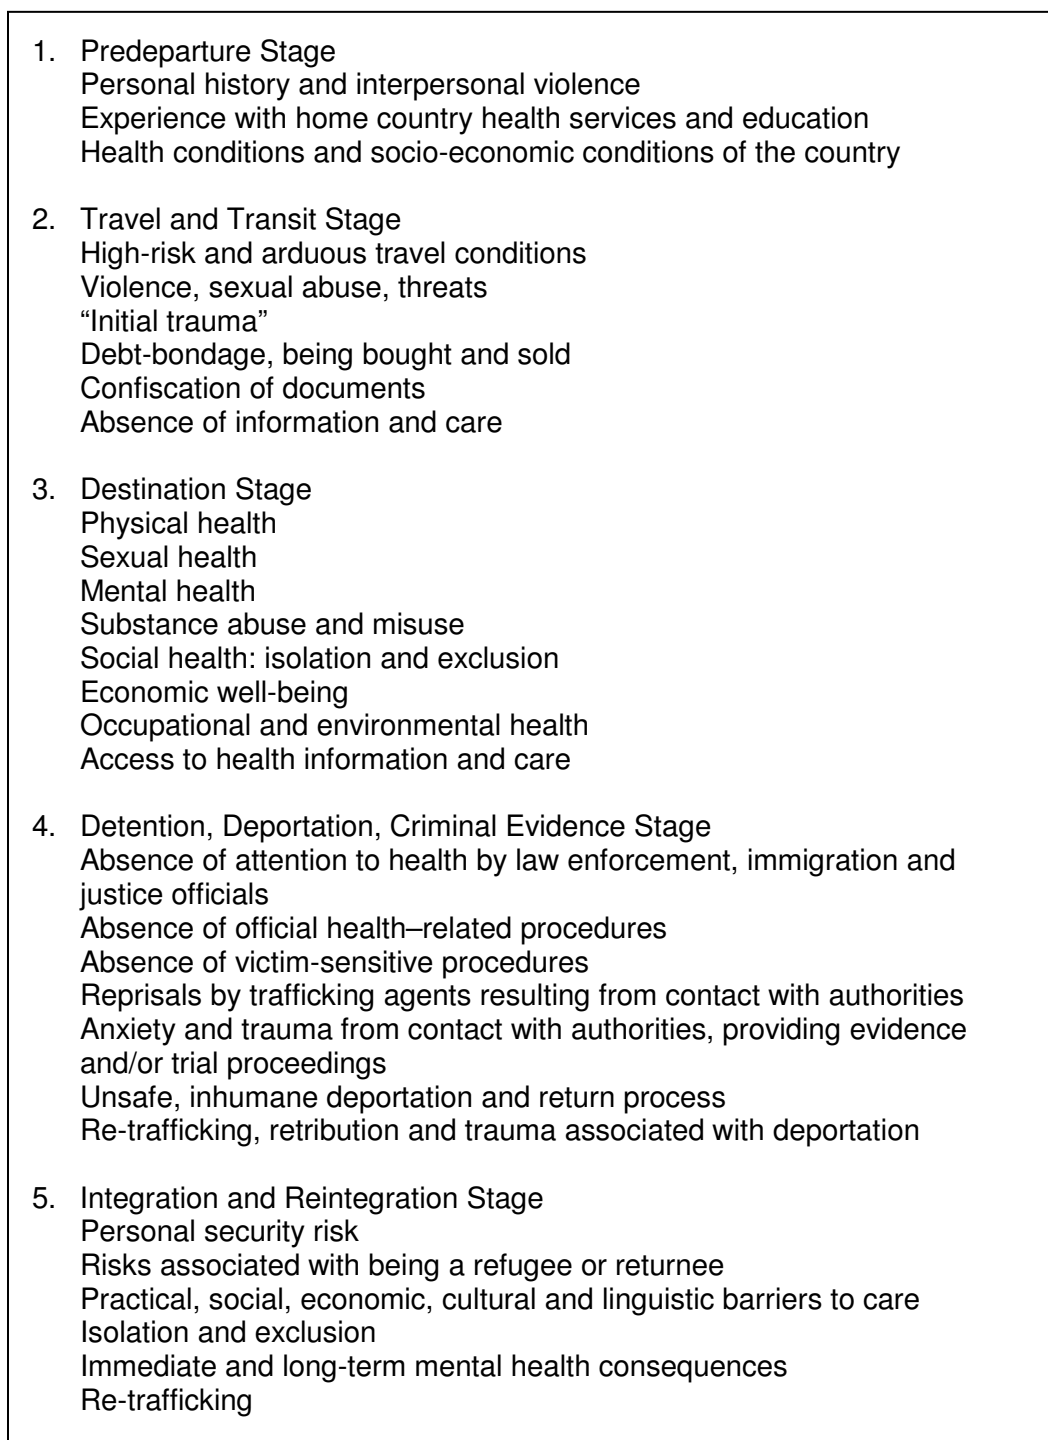 1. Predeparture Stage
Personal history and interpersonal violence
Experience with home country health services and education
Health conditions and socio-economic conditions of the country
2. Travel and Transit Stage
High-risk and arduous travel conditions
Violence, sexual abuse, threats
“Initial trauma”
Debt-bondage, being bought and sold
Confiscation of documents
Absence of information and care
3. Destination Stage
Physical health
Sexual health
Mental health
Substance abuse and misuse
Social health: isolation and exclusion
Economic well-being
Occupational and environmental health
Access to health information and care
4. Detention, Deportation, Criminal Evidence Stage
Absence of attention to health by law enforcement, immigration and
justice officials
Absence of official health–related procedures
Absence of victim-sensitive procedures
Reprisals by trafficking agents resulting from contact with authorities
Anxiety and trauma from contact with authorities, providing evidence
and/or trial proceedings
Unsafe, inhumane deportation and return process
Re-trafficking, retribution and trauma associated with deportation
5. Integration and Reintegration Stage
Personal security risk
Risks associated with being a refugee or returnee
Practical, social, economic, cultural and linguistic barriers to care
Isolation and exclusion
Immediate and long-term mental health consequences
Re-trafficking